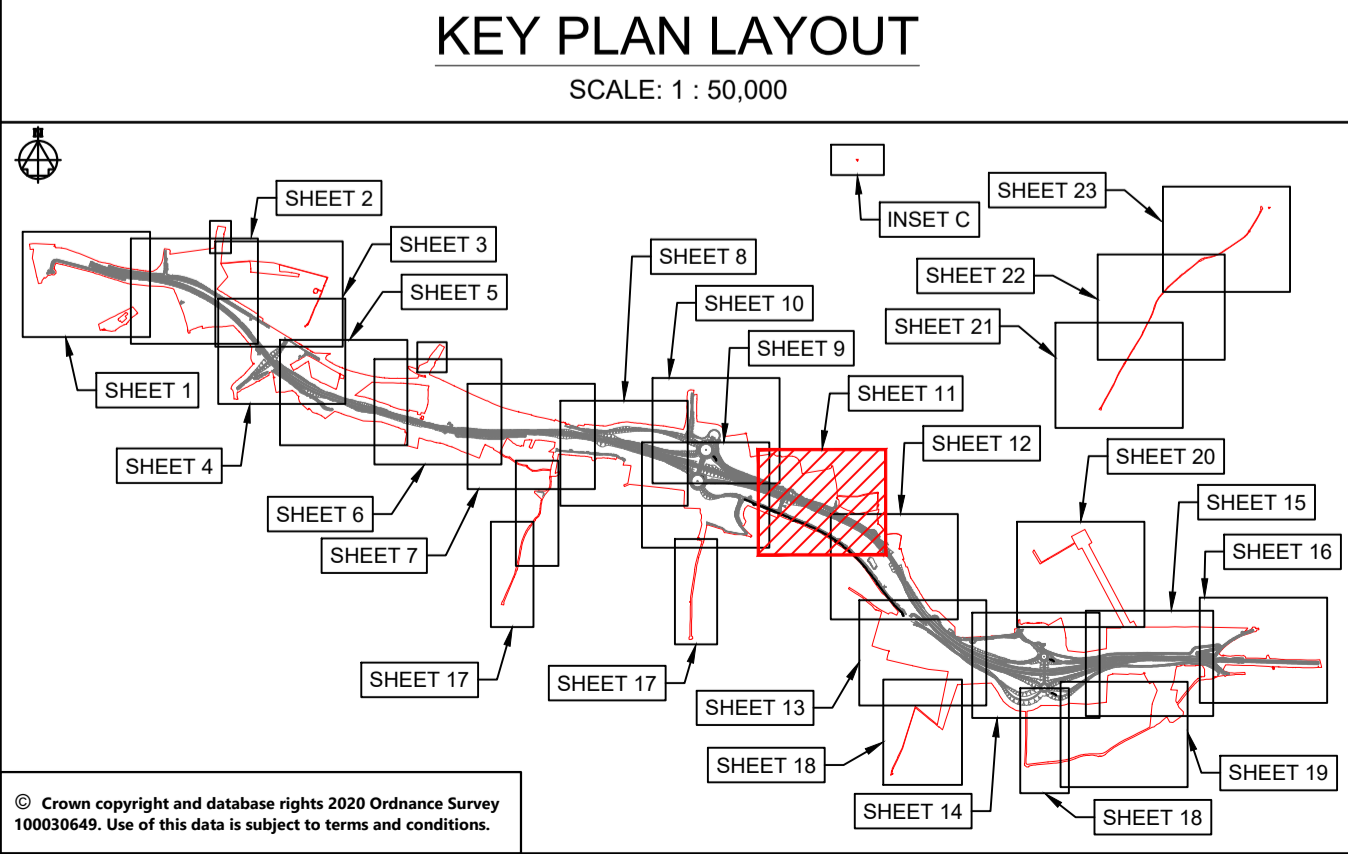 KEY PLAN LAYOUT
SCALE: 1 : 50,000
N
SHEET 2
SHEET 3
SHEET 5
SHEET 1
SHEET 4
SHEET 6
SHEET 7
SHEET 8
SHEET 10
SHEET 9
SHEET 11
SHEET 12
INSET C
SHEET 23
SHEET 22
SHEET 21
SHEET 20
SHEET 15
SHEET 16
SHEET 17
SHEET 17
SHEET 13
SHEET 18
SHEET 14
SHEET 18
SHEET 19
© Crown copyright and database rights 2020 Ordnance Survey
100030649. Use of this data is subject to terms and conditions.